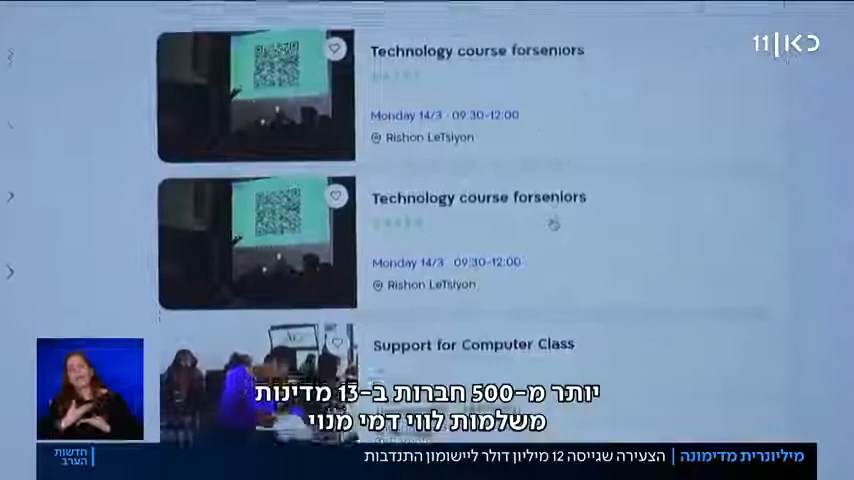 כאן 11
Technology course forseniors
Monday 14/3 · 09:30-12:00
Rishon LeTsiyon
Technology course forseniors
Monday 14/3 · 09:30-12:00
Rishon LeTsiyon
Support for Computer Class
יותר מ-500 חברות ב-13 מדינות
משלמות לווי דמי מנוי
מיליונרית מדימונה | הצעירה שגייסה 12 מיליון דולר ליישומון התנדבות
חדשות
הערב